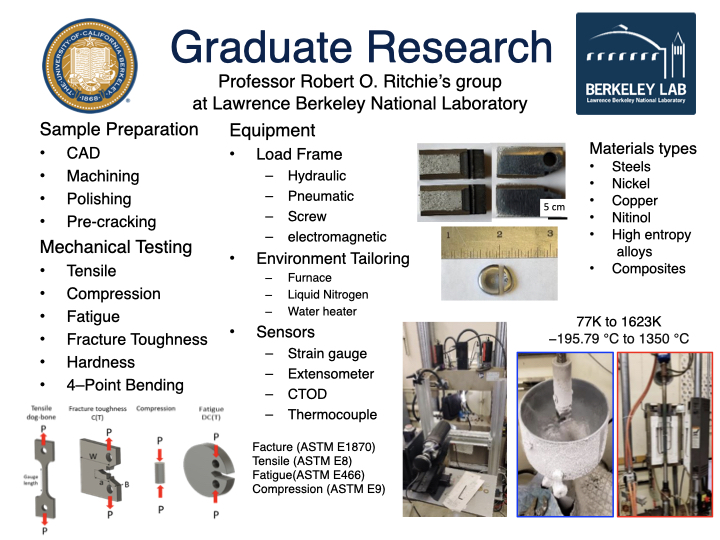 Graduate Research
Professor Robert O. Ritchie's group
at Lawrence Berkeley National Laboratory
THE·UNIVERSITY·OF·CALIFORNIA·BERKELEY·
·1868·
BERKELEY LAB
Lawrence Berkeley National Laboratory
Sample Preparation
• CAD
• Machining
• Polishing
• Pre-cracking
Mechanical Testing
• Tensile
• Compression
• Fatigue
• Fracture Toughness
• Hardness
• 4–Point Bending
Tensile
dog-bone
P
Gauge
length
P
Fracture toughness
C(T)
P
W
a
B
P
Compression
P
P
Fatigue
DC(T)
P
P
Equipment
• Load Frame
– Hydraulic
– Pneumatic
– Screw
– electromagnetic
• Environment Tailoring
– Furnace
– Liquid Nitrogen
– Water heater
• Sensors
– Strain gauge
– Extensometer
– CTOD
– Thermocouple
Facture (ASTM E1870)
Tensile (ASTM E8)
Fatigue(ASTM E466)
Compression (ASTM E9)
5 cm
1 2 3
Materials types
• Steels
• Nickel
• Copper
• Nitinol
• High entropy
alloys
• Composites
77K to 1623K
–195.79 °C to 1350 °C